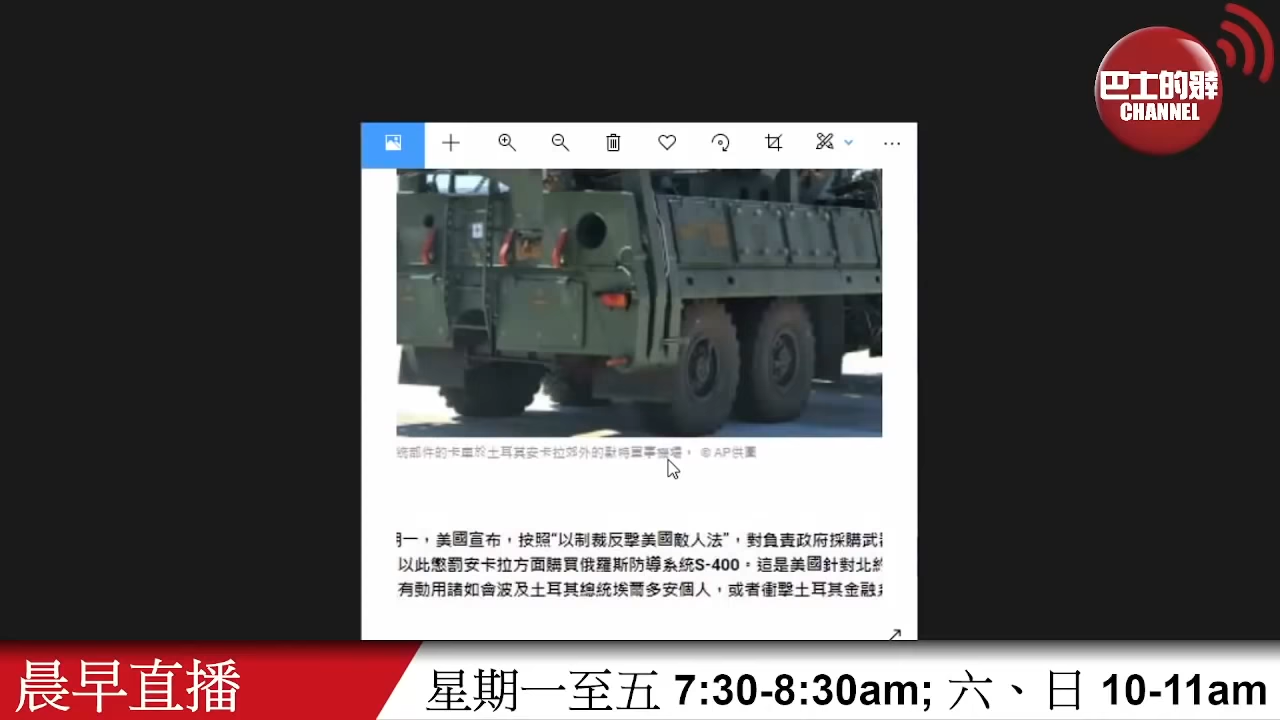 巴士的報
CHANNEL
統部件的卡車於土耳其安卡拉郊外的 軍事機場。 © AP供圖
一，美國宣布，按照“以制裁反擊美國敵人法”，對負責政府採購武
以此懲罰安卡拉方面購買俄羅斯防導系統S-400。這是美國針對北
有動用諸如會波及土耳其總統埃爾多安個人，或者衝擊土耳其金融
晨早直播
星期一至五 7:30-8:30am; 六、日 10-11am